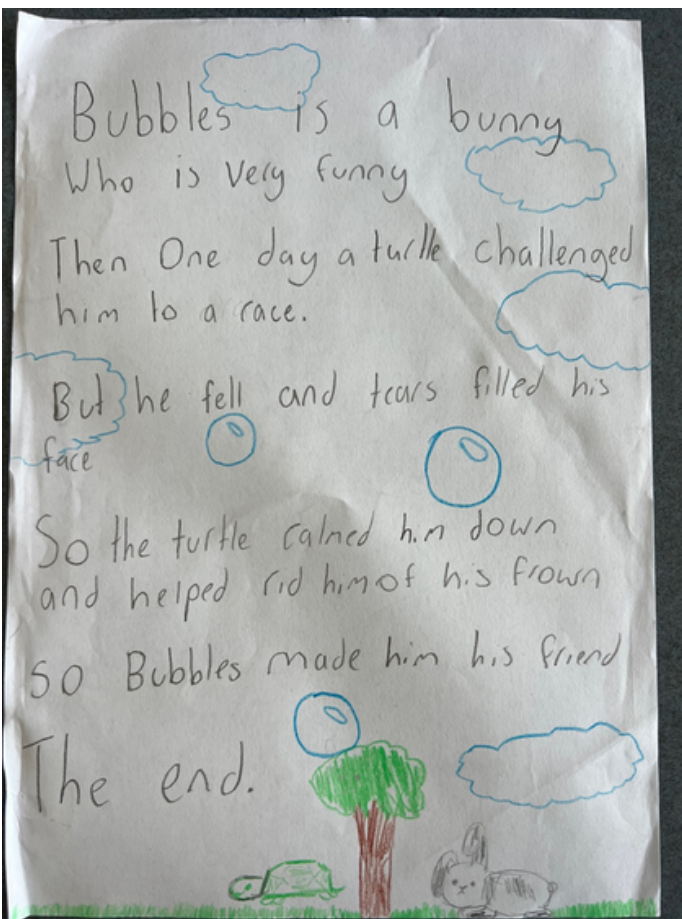 Bubbles is a bunny
Who is very funny
Then One day a turtle challenged
him to a race.
But he fell and tears filled his
face
So the turtle calmed him down
and helped rid him of his frown
So Bubbles made him his friend
The end.